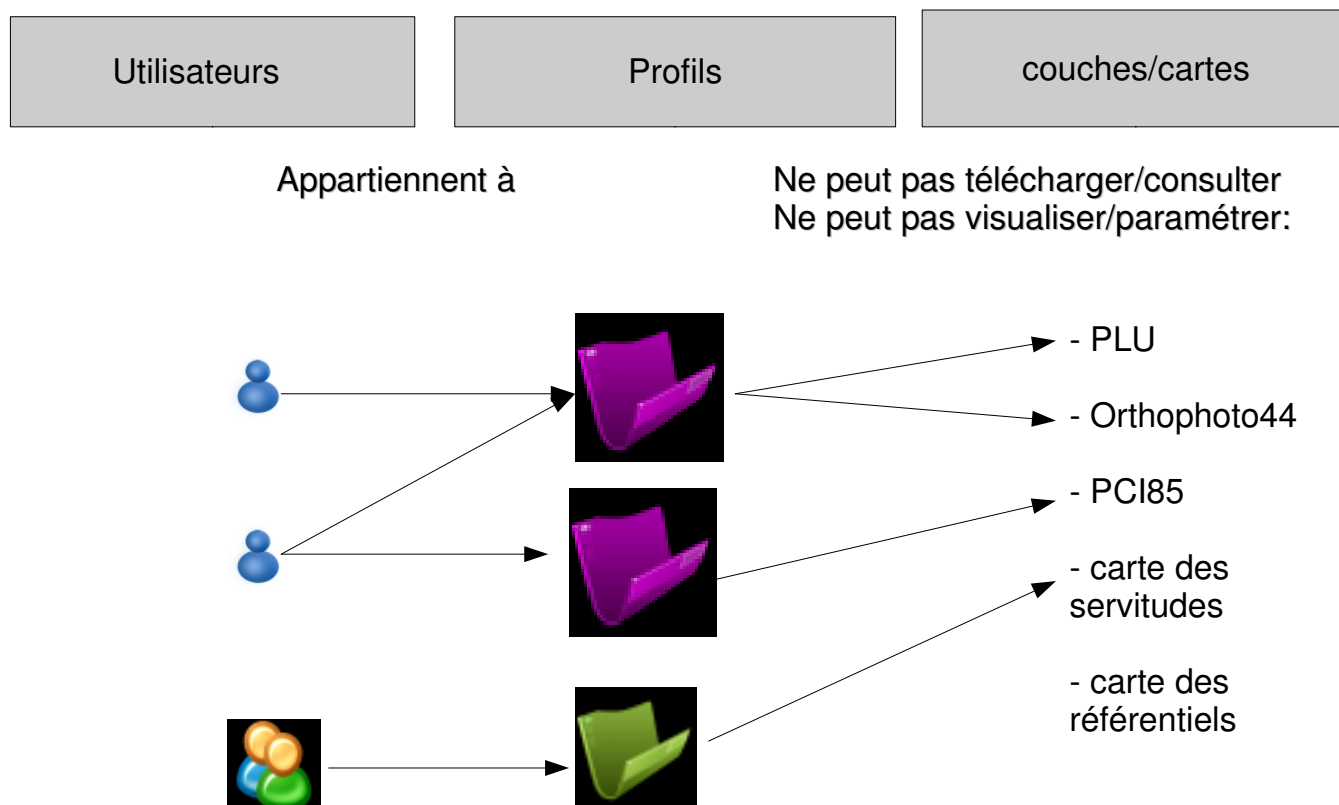 Utilisateurs
Profils
couches/cartes
Appartiennent à
Ne peut pas télécharger/consulter
Ne peut pas visualiser/paramétrer:
- PLU
- Orthophoto44
- PCI85
- carte des
servitudes
- carte des
référentiels